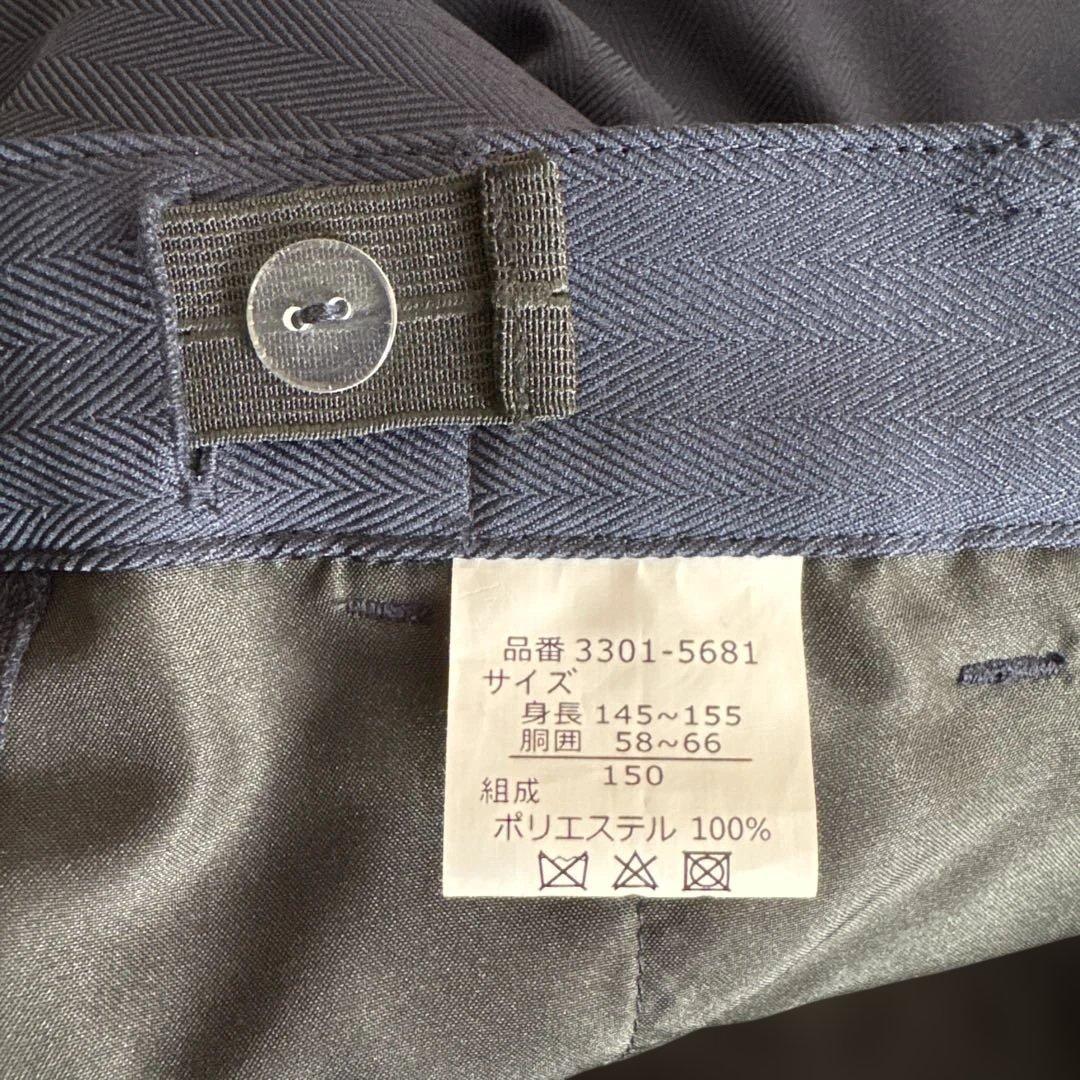 品番 3301-5681
サイズ
身長 145~155
胴囲 58~66
150
組成
ポリエステル 100%